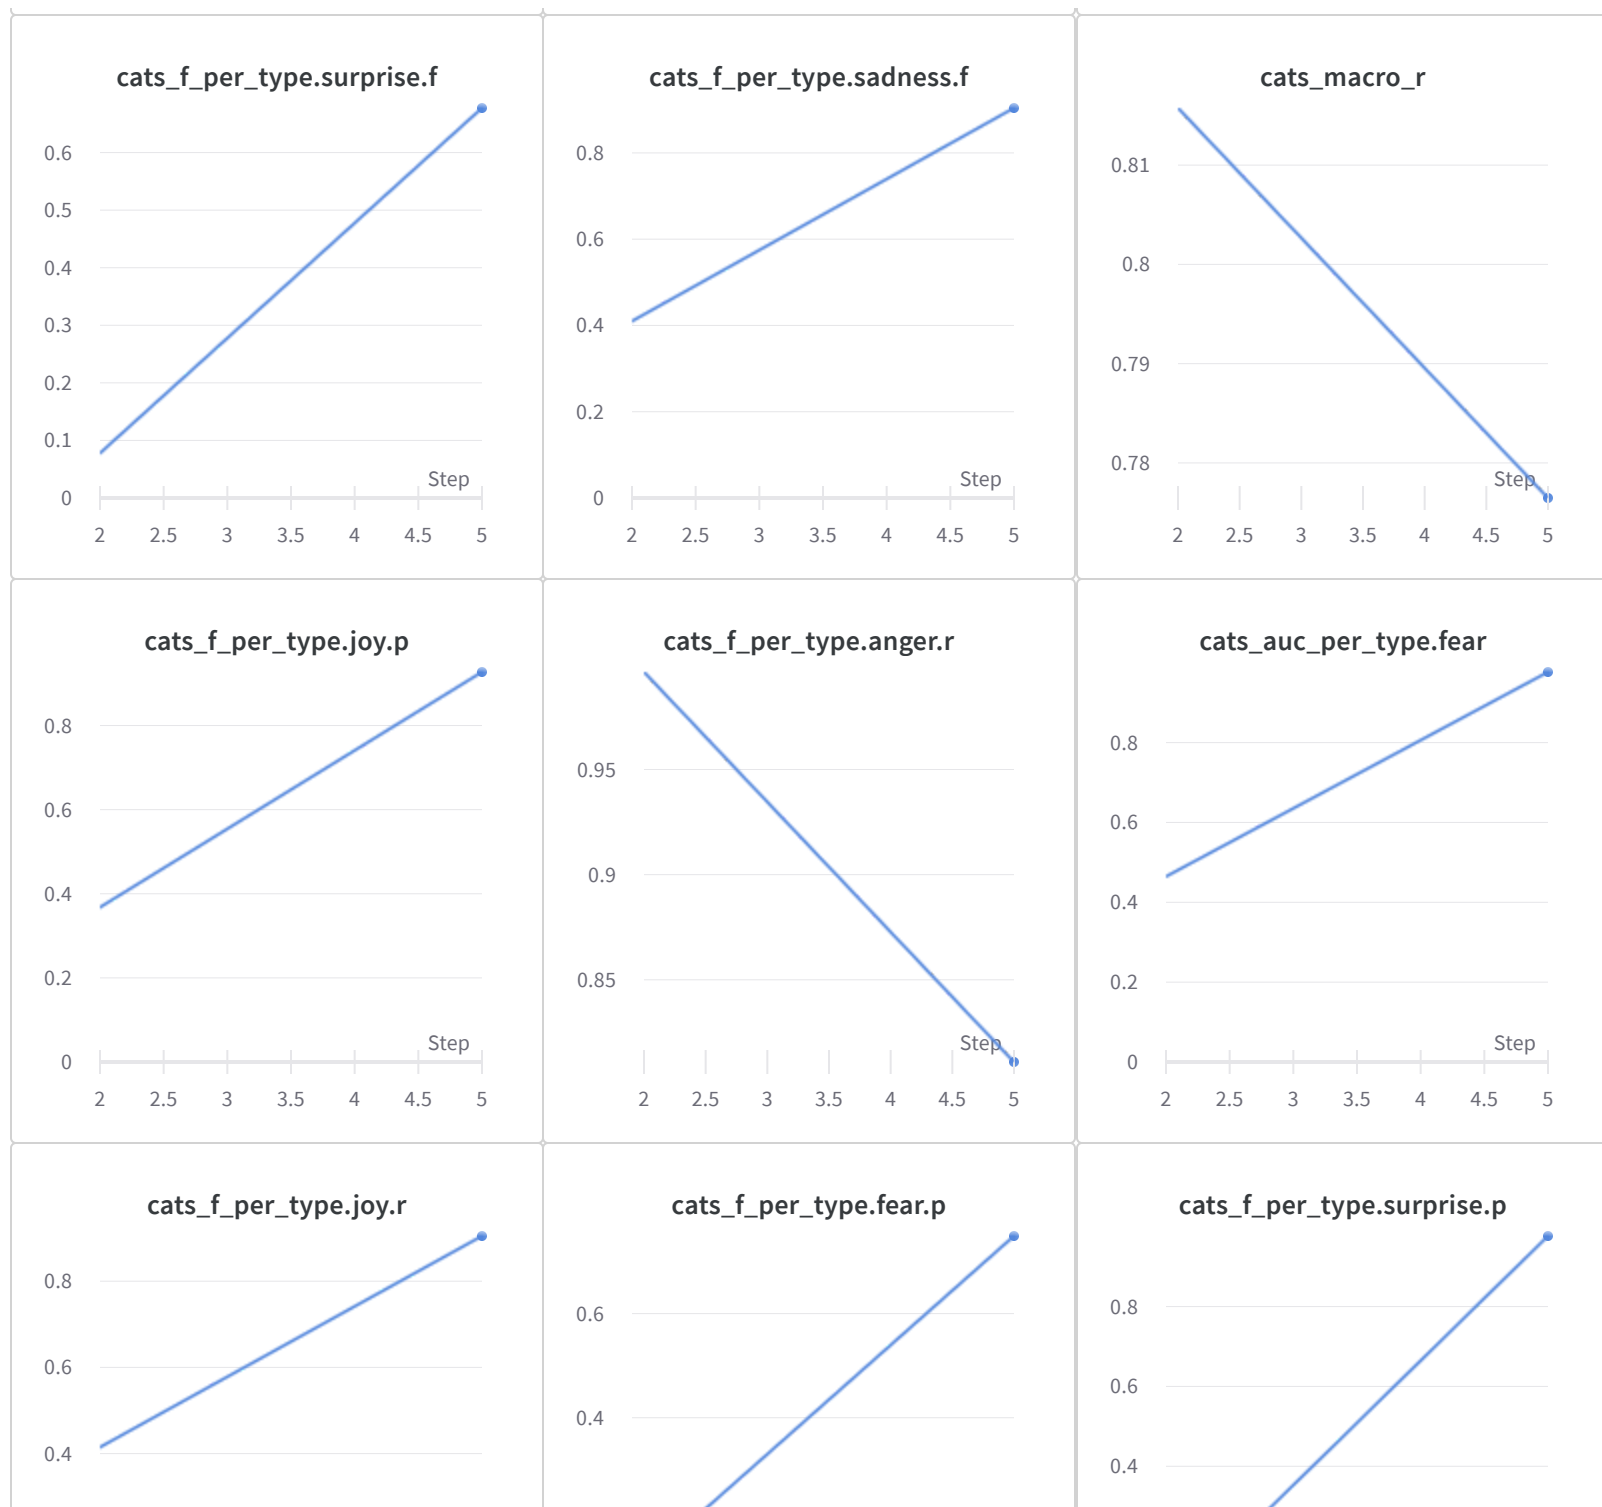 cats_f_per_type.surprise.f
0.6
0.5
0.4
0.3
0.2
0.1
0
Step
2 2.5 3 3.5 4 4.5 5
cats_f_per_type.sadness.f
0.8
0.6
0.4
0.2
0
Step
2 2.5 3 3.5 4 4.5 5
cats_macro_r
0.81
0.8
0.79
0.78
Step
2 2.5 3 3.5 4 4.5 5
cats_f_per_type.joy.p
0.8
0.6
0.4
0.2
0
Step
2 2.5 3 3.5 4 4.5 5
cats_f_per_type.anger.r
0.95
0.9
0.85
Step
2 2.5 3 3.5 4 4.5 5
cats_auc_per_type.fear
0.8
0.6
0.4
0.2
0
Step
2 2.5 3 3.5 4 4.5 5
cats_f_per_type.joy.r
0.8
0.6
0.4
cats_f_per_type.fear.p
0.6
0.4
cats_f_per_type.surprise.p
0.8
0.6
0.4